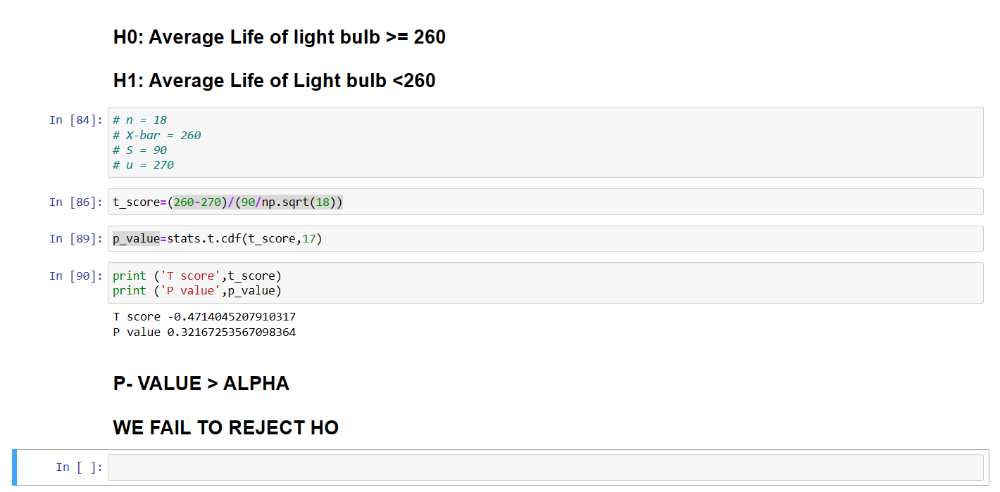 H0: Average Life of light bulb >= 260
H1: Average Life of Light bulb <260
In [84]: # n = 18
# X-bar = 260
# S = 90
# u = 270
In [86]: t_score=(260-270)/(90/np.sqrt(18))
In [89]: p_value=stats.t.cdf(t_score,17)
In [90]: print ('T score',t_score)
print ('P value',p_value)
T score -0.4714045207910317
P value 0.32167253567098364
P- VALUE > ALPHA
WE FAIL TO REJECT HO
In [ ]: